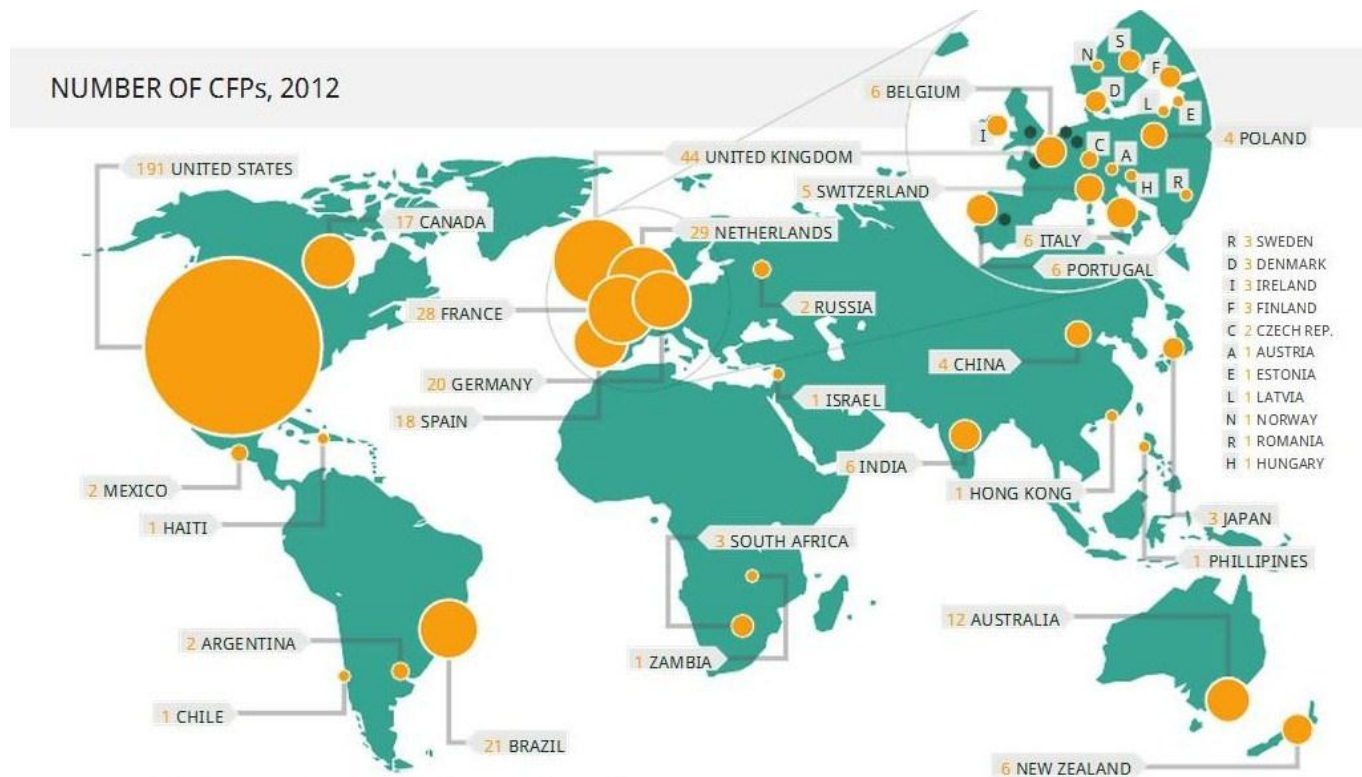 NUMBER OF CFPs, 2012
191 UNITED STATES
17 CANADA
44 UNITED KINGDOM
29 NETHERLANDS
28 FRANCE
20 GERMANY
18 SPAIN
2 RUSSIA
1 ISRAEL
2 MEXICO
1 HAITI
2 ARGENTINA
1 CHILE
21 BRAZIL
3 SOUTH AFRICA
1 ZAMBIA
6 INDIA
4 CHINA
1 HONG KONG
3 JAPAN
1 PHILLIPINES
12 AUSTRALIA
6 NEW ZEALAND
6 BELGIUM
5 SWITZERLAND
6 ITALY
6 PORTUGAL
4 POLAND
N
S
F
D
L
E
I
C
A
H
R
R 3 SWEDEN
D 3 DENMARK
I 3 IRELAND
F 3 FINLAND
C 2 CZECH REP.
A 1 AUSTRIA
E 1 ESTONIA
L 1 LATVIA
N 1 NORWAY
R 1 ROMANIA
H 1 HUNGARY